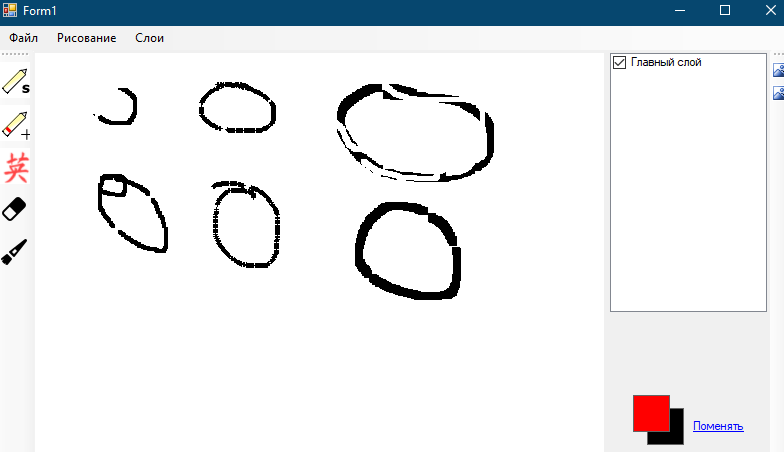 Form1
Файл Рисование Слои
Главный слой
S
+
英
Поменять